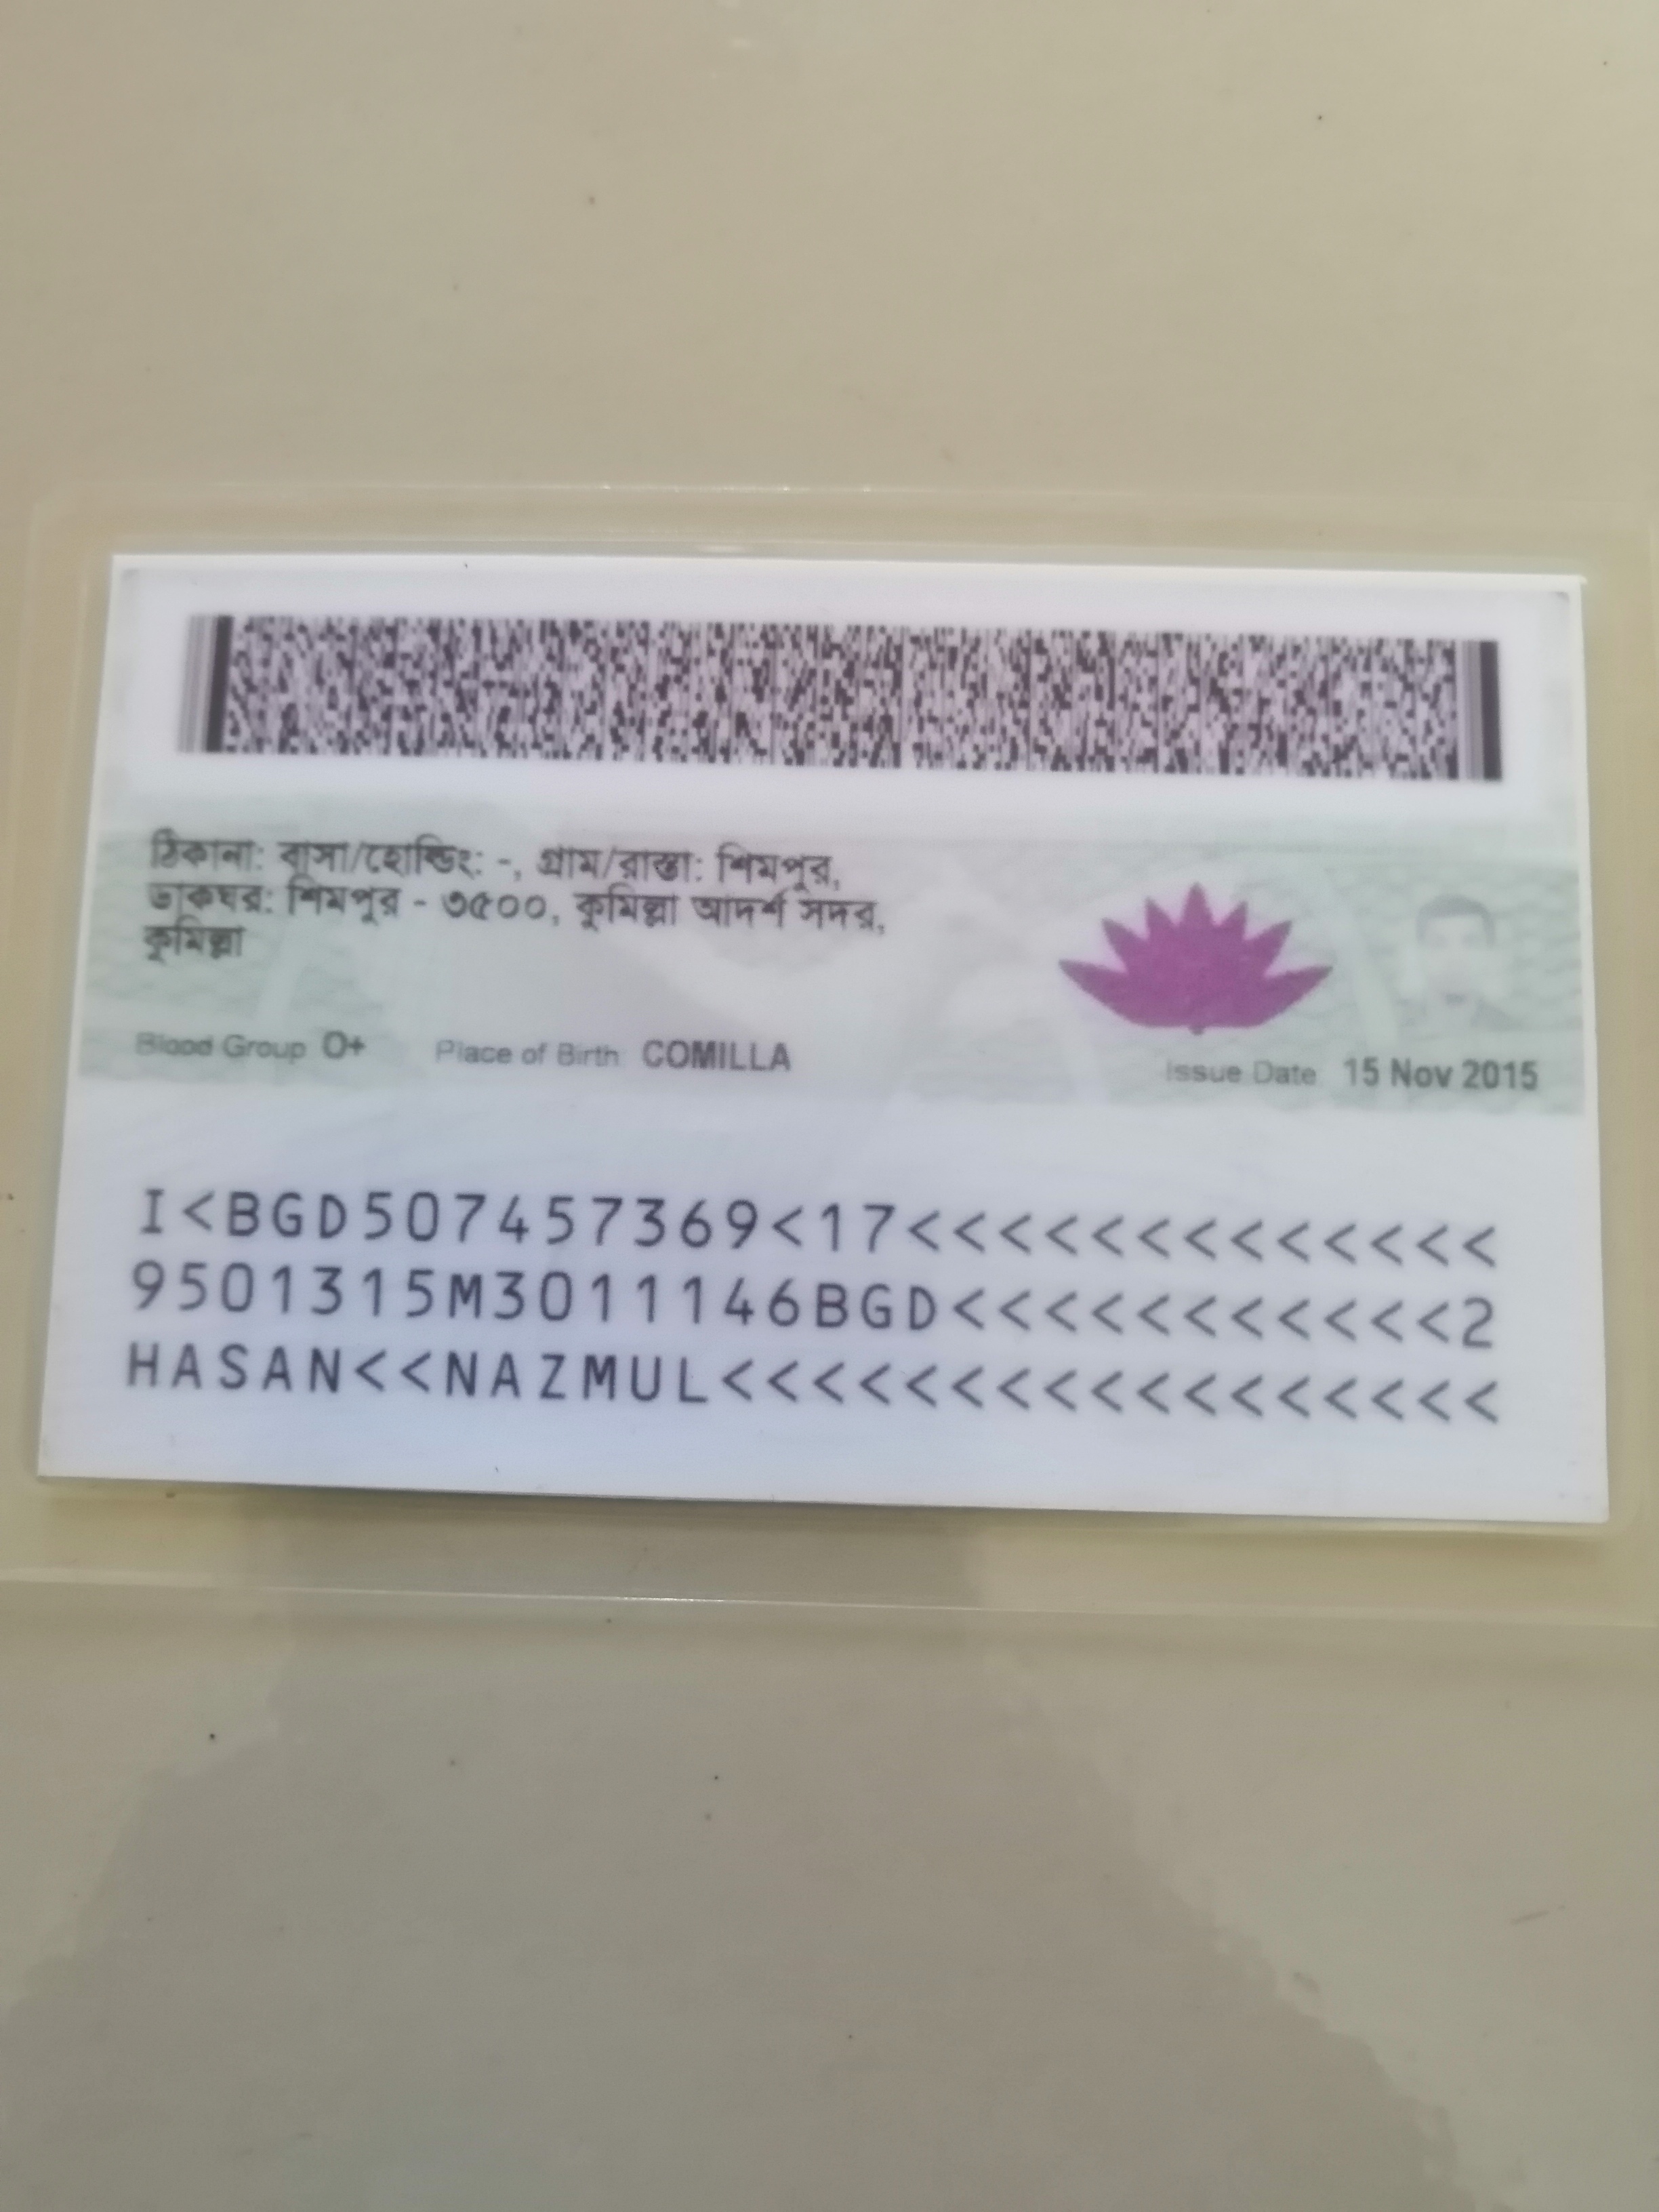 ঠিকানা: বাসা/হোল্ডিং: -, গ্রাম/রাস্তা: শিমপুর,
ডাকঘর: শিমপুর - ৩৫০০, কুমিল্লা আদর্শ সদর,
কুমিল্লা
Blood Group O+ Place of Birth COMILLA Issue Date 15 Nov 2015
I<BGD507457369<17<<<<<<<<<<<<<
9501315M3011146BGD<<<<<<<<<<<2
HASAN<<NAZMUL<<<<<<<<<<<<<<<<<